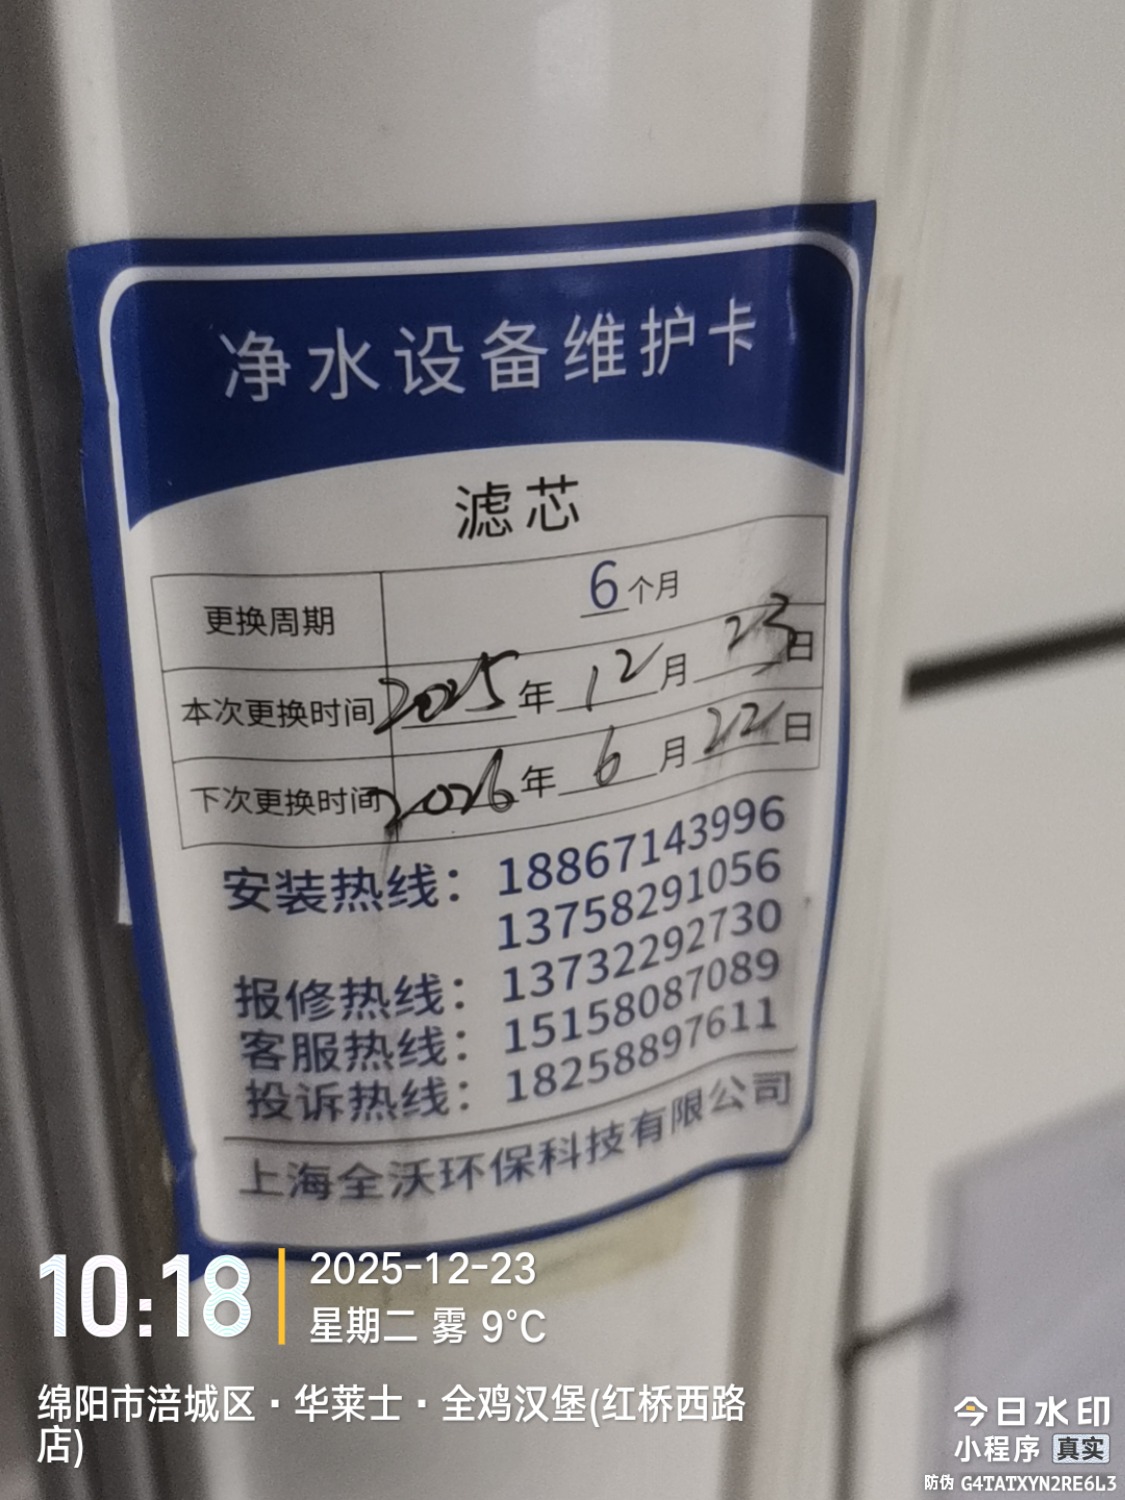 净水设备维护卡
滤芯
更换周期 6个月
本次更换时间 2025年12月23日
下次更换时间 2026年6月22日
安装热线：18867143996
13758291056
报修热线：13732292730
客服热线：15158087089
投诉热线：18258897611
上海全沃环保科技有限公司
10:18
2025-12-23
星期二 雾 9°C
绵阳市涪城区·华莱士·全鸡汉堡(红桥西路
店)
今日水印
小程序 真实
防伪 G4TATXYN2RE6L3